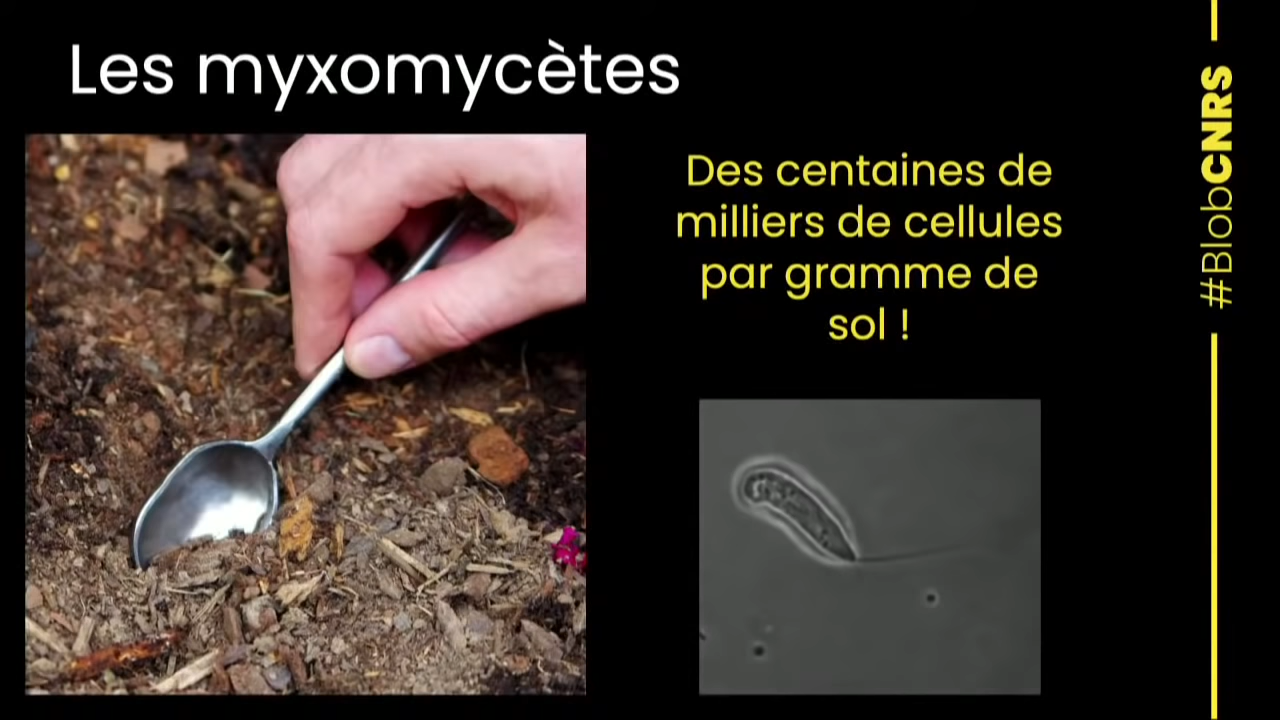 Les myxomycètes
Des centaines de
milliers de cellules
par gramme de
sol !
#BlobCNRS